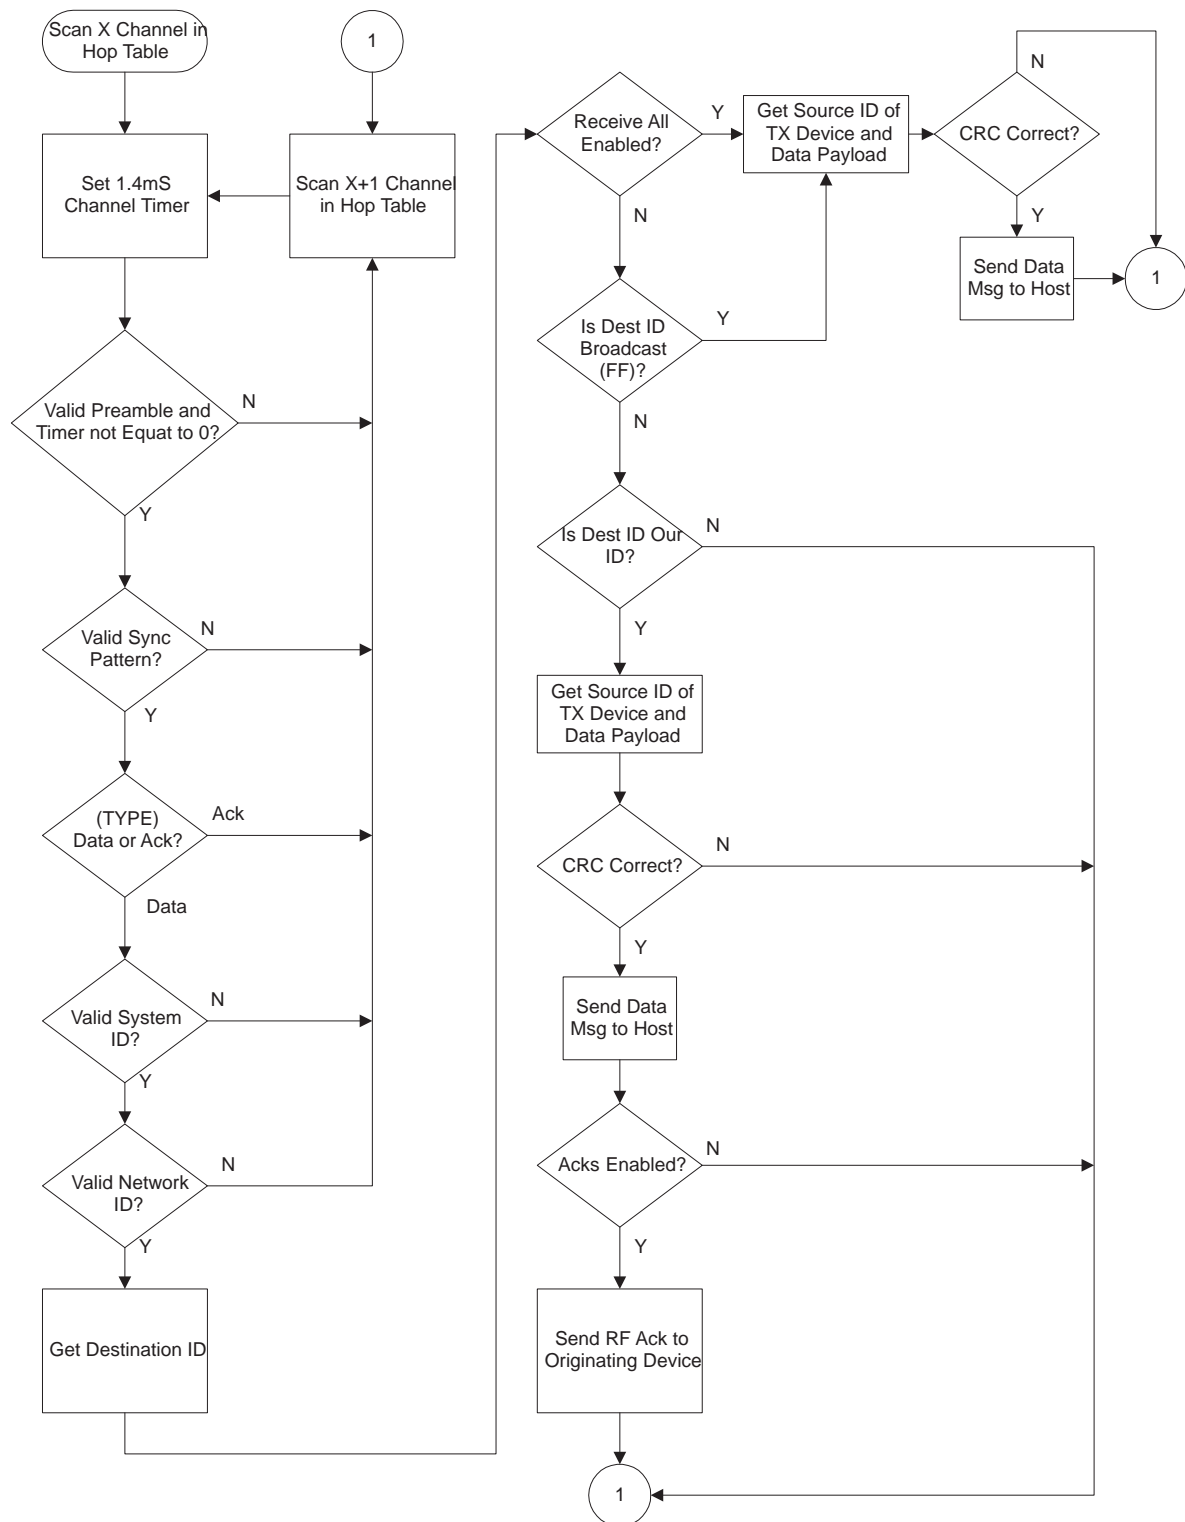 Scan X Channel in
Hop Table
1
Set 1.4mS
Channel Timer
Scan X+1 Channel
in Hop Table
Valid Preamble and
Timer not Equat to 0?
N
Y
Valid Sync
Pattern?
N
Y
(TYPE)
Data or Ack?
Ack
Data
Valid System
ID?
N
Y
Valid Network
ID?
N
Y
Get Destination ID
Receive All
Enabled?
Y
N
Get Source ID of
TX Device and
Data Payload
CRC Correct?
N
Y
Send Data
Msg to Host
1
Is Dest ID
Broadcast
(FF)?
Y
N
Is Dest ID Our
ID?
N
Y
Get Source ID of
TX Device and
Data Payload
CRC Correct?
N
Y
Send Data
Msg to Host
Acks Enabled?
N
Y
Send RF Ack to
Originating Device
1